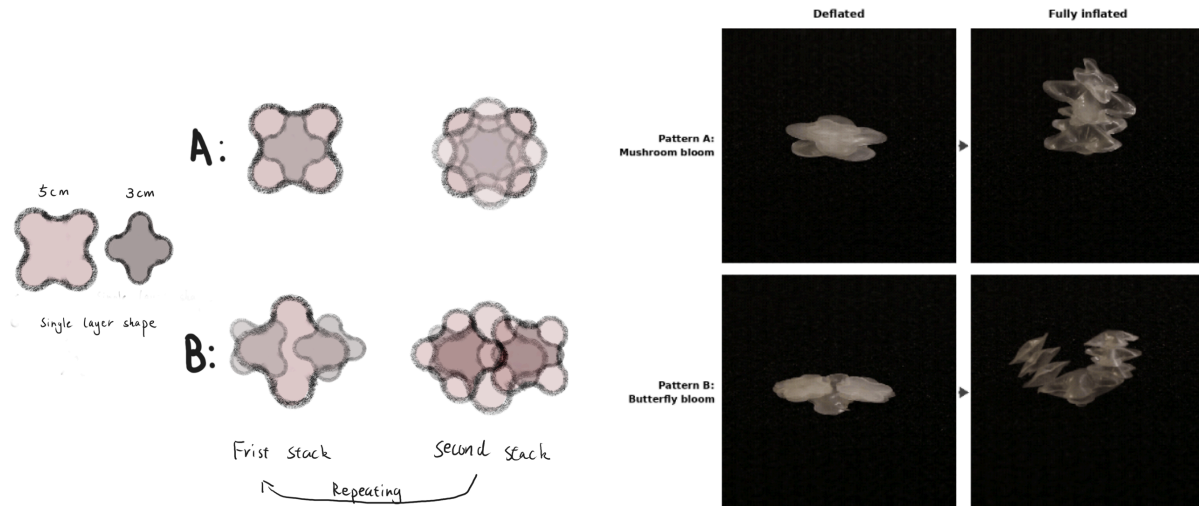 A:
5cm
3cm
Single layer shape
B:
Frist stack
Second stack
Repeating
Deflated
Fully inflated
Pattern A:
Mushroom bloom
Pattern B:
Butterfly bloom